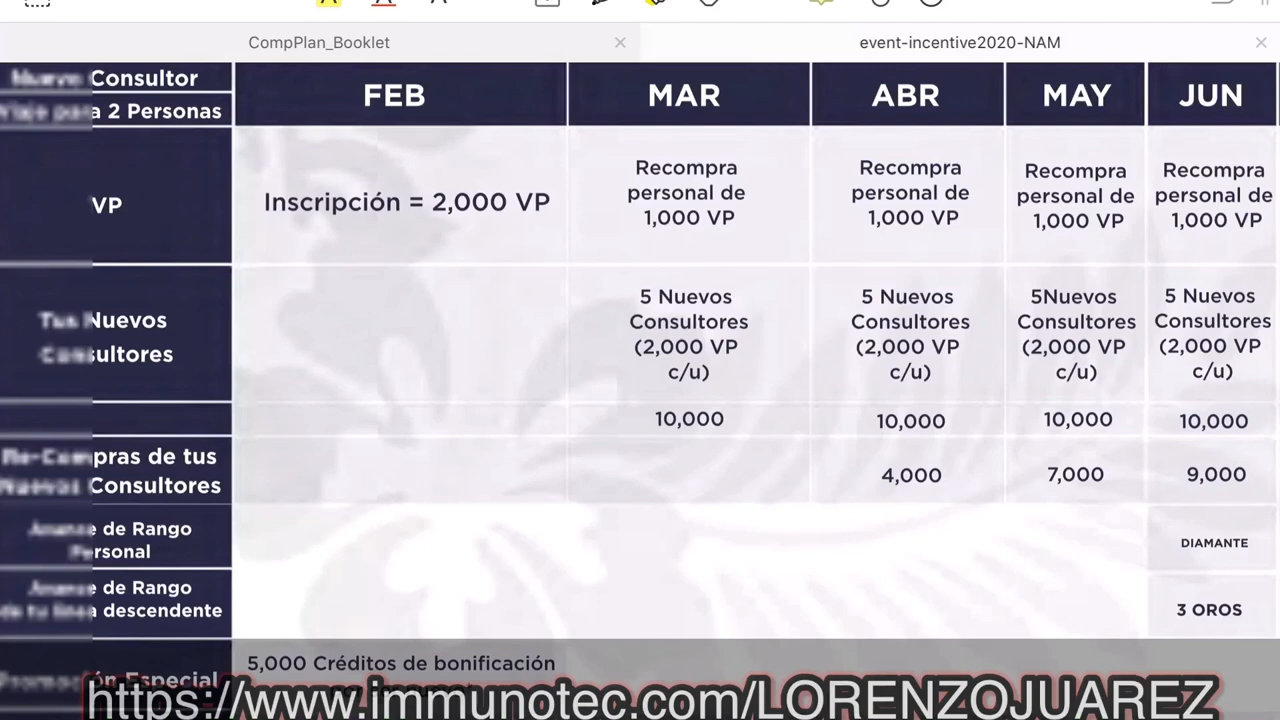 CompPlan_Booklet
event-incentive2020-NAM
Consultor
a 2 Personas
FEB
MAR
ABR
MAY
JUN
VP
Inscripción = 2,000 VP
Recompra
personal de
1,000 VP
Recompra
personal de
1,000 VP
Recompra
personal de
1,000 VP
Recompra
personal de
1,000 VP
Nuevos
sultores
5 Nuevos
Consultores
(2,000 VP
c/u)
5 Nuevos
Consultores
(2,000 VP
c/u)
5Nuevos
Consultores
(2,000 VP
c/u)
5 Nuevos
Consultores
(2,000 VP
c/u)
10,000
10,000
10,000
10,000
pras de tus
Consultores
4,000
7,000
9,000
de Rango
rsonal
DIAMANTE
de Rango
descendente
3 OROS
ón Especial
5,000 Créditos de bonificación
https://www.immunotec.com/LORENZOJUAREZ